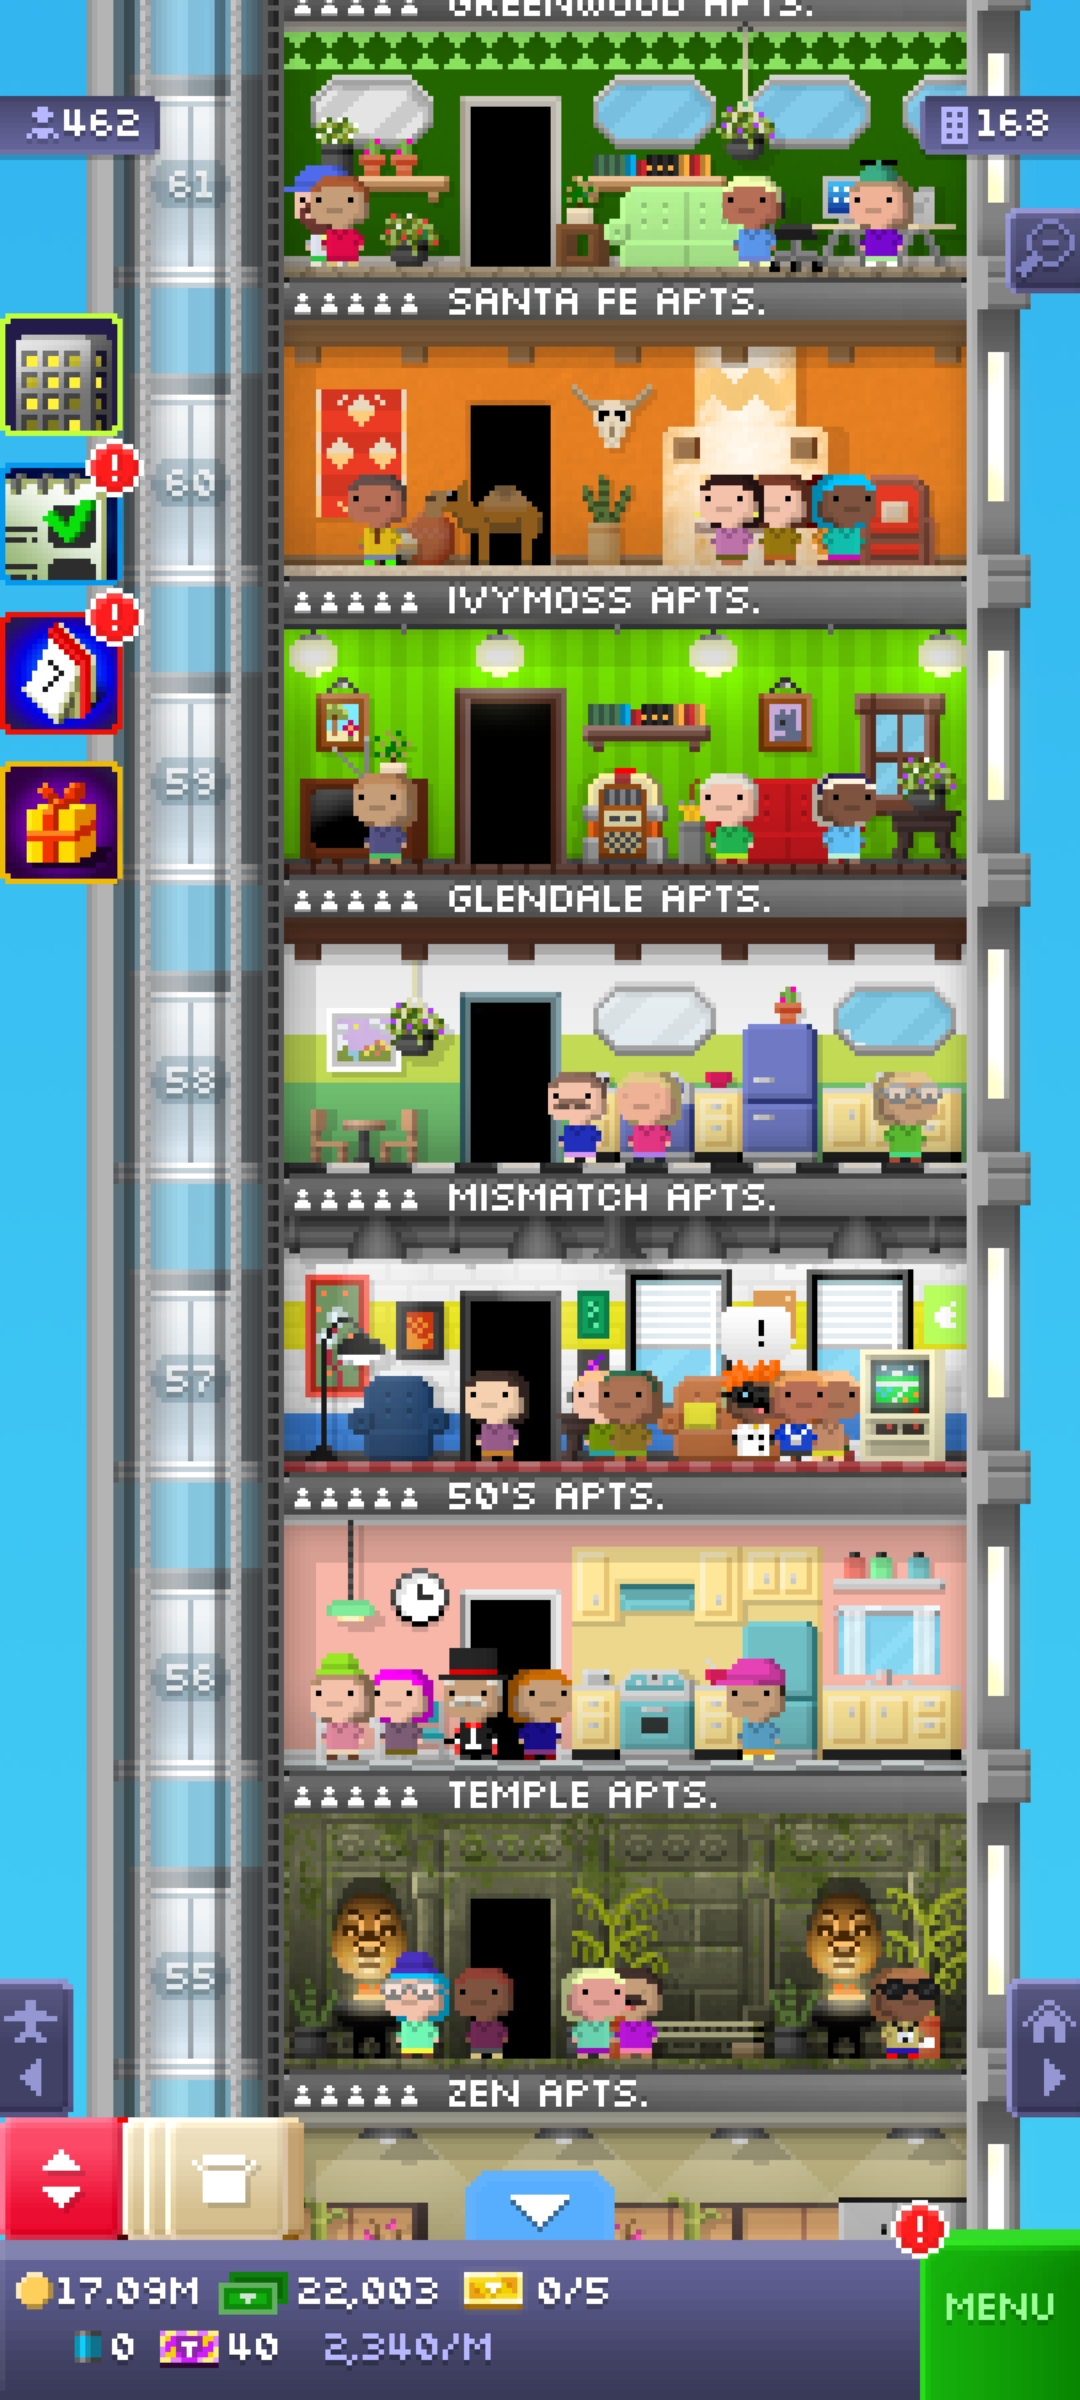 GREENWOOD APTS.
462
168
61
SANTA FE APTS.
60
IVYMOSS APTS.
59
GLENDALE APTS.
58
MISMATCH APTS.
!
57
50'S APTS.
56
TEMPLE APTS.
55
ZEN APTS.
!
!
7
!
17.09M
22,003
0/5
0
40
2,340/M
MENU